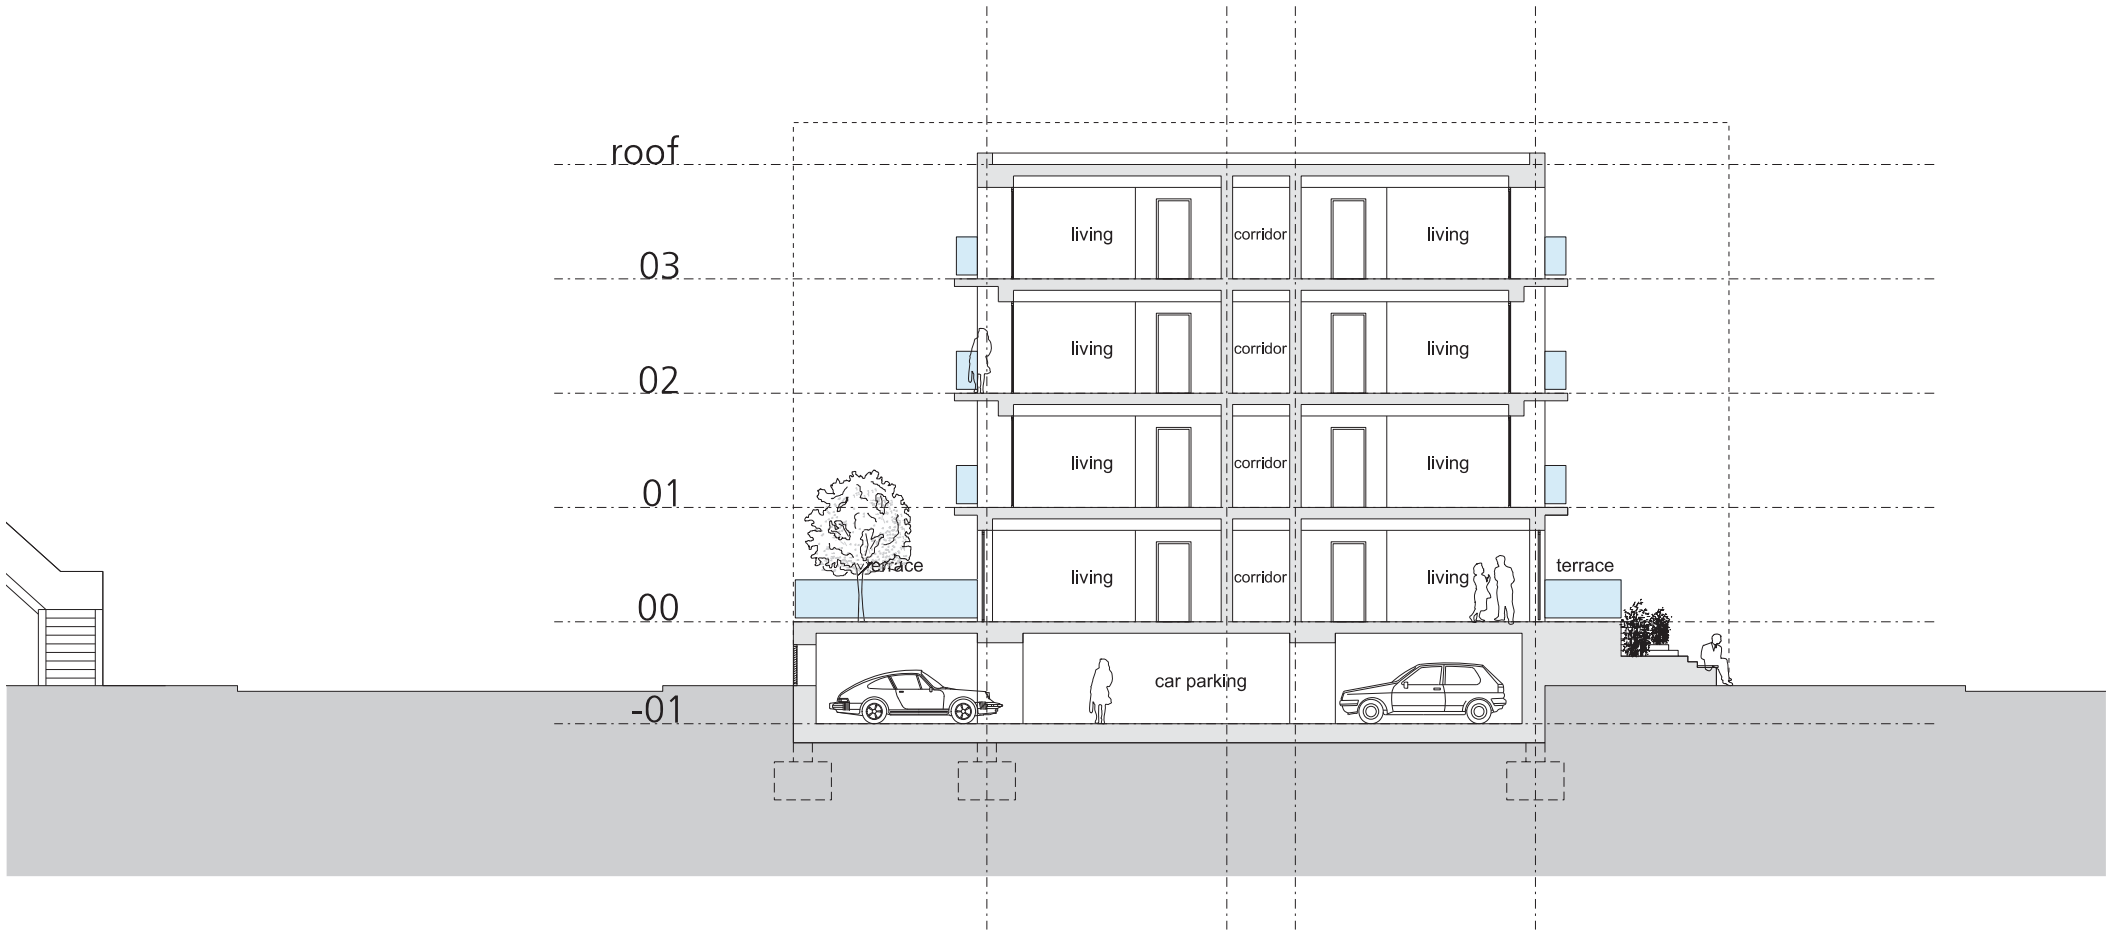 roof
living corridor living
03
living corridor living
02
living corridor living
01
terrace
living corridor living
terrace
00
car parking
-01